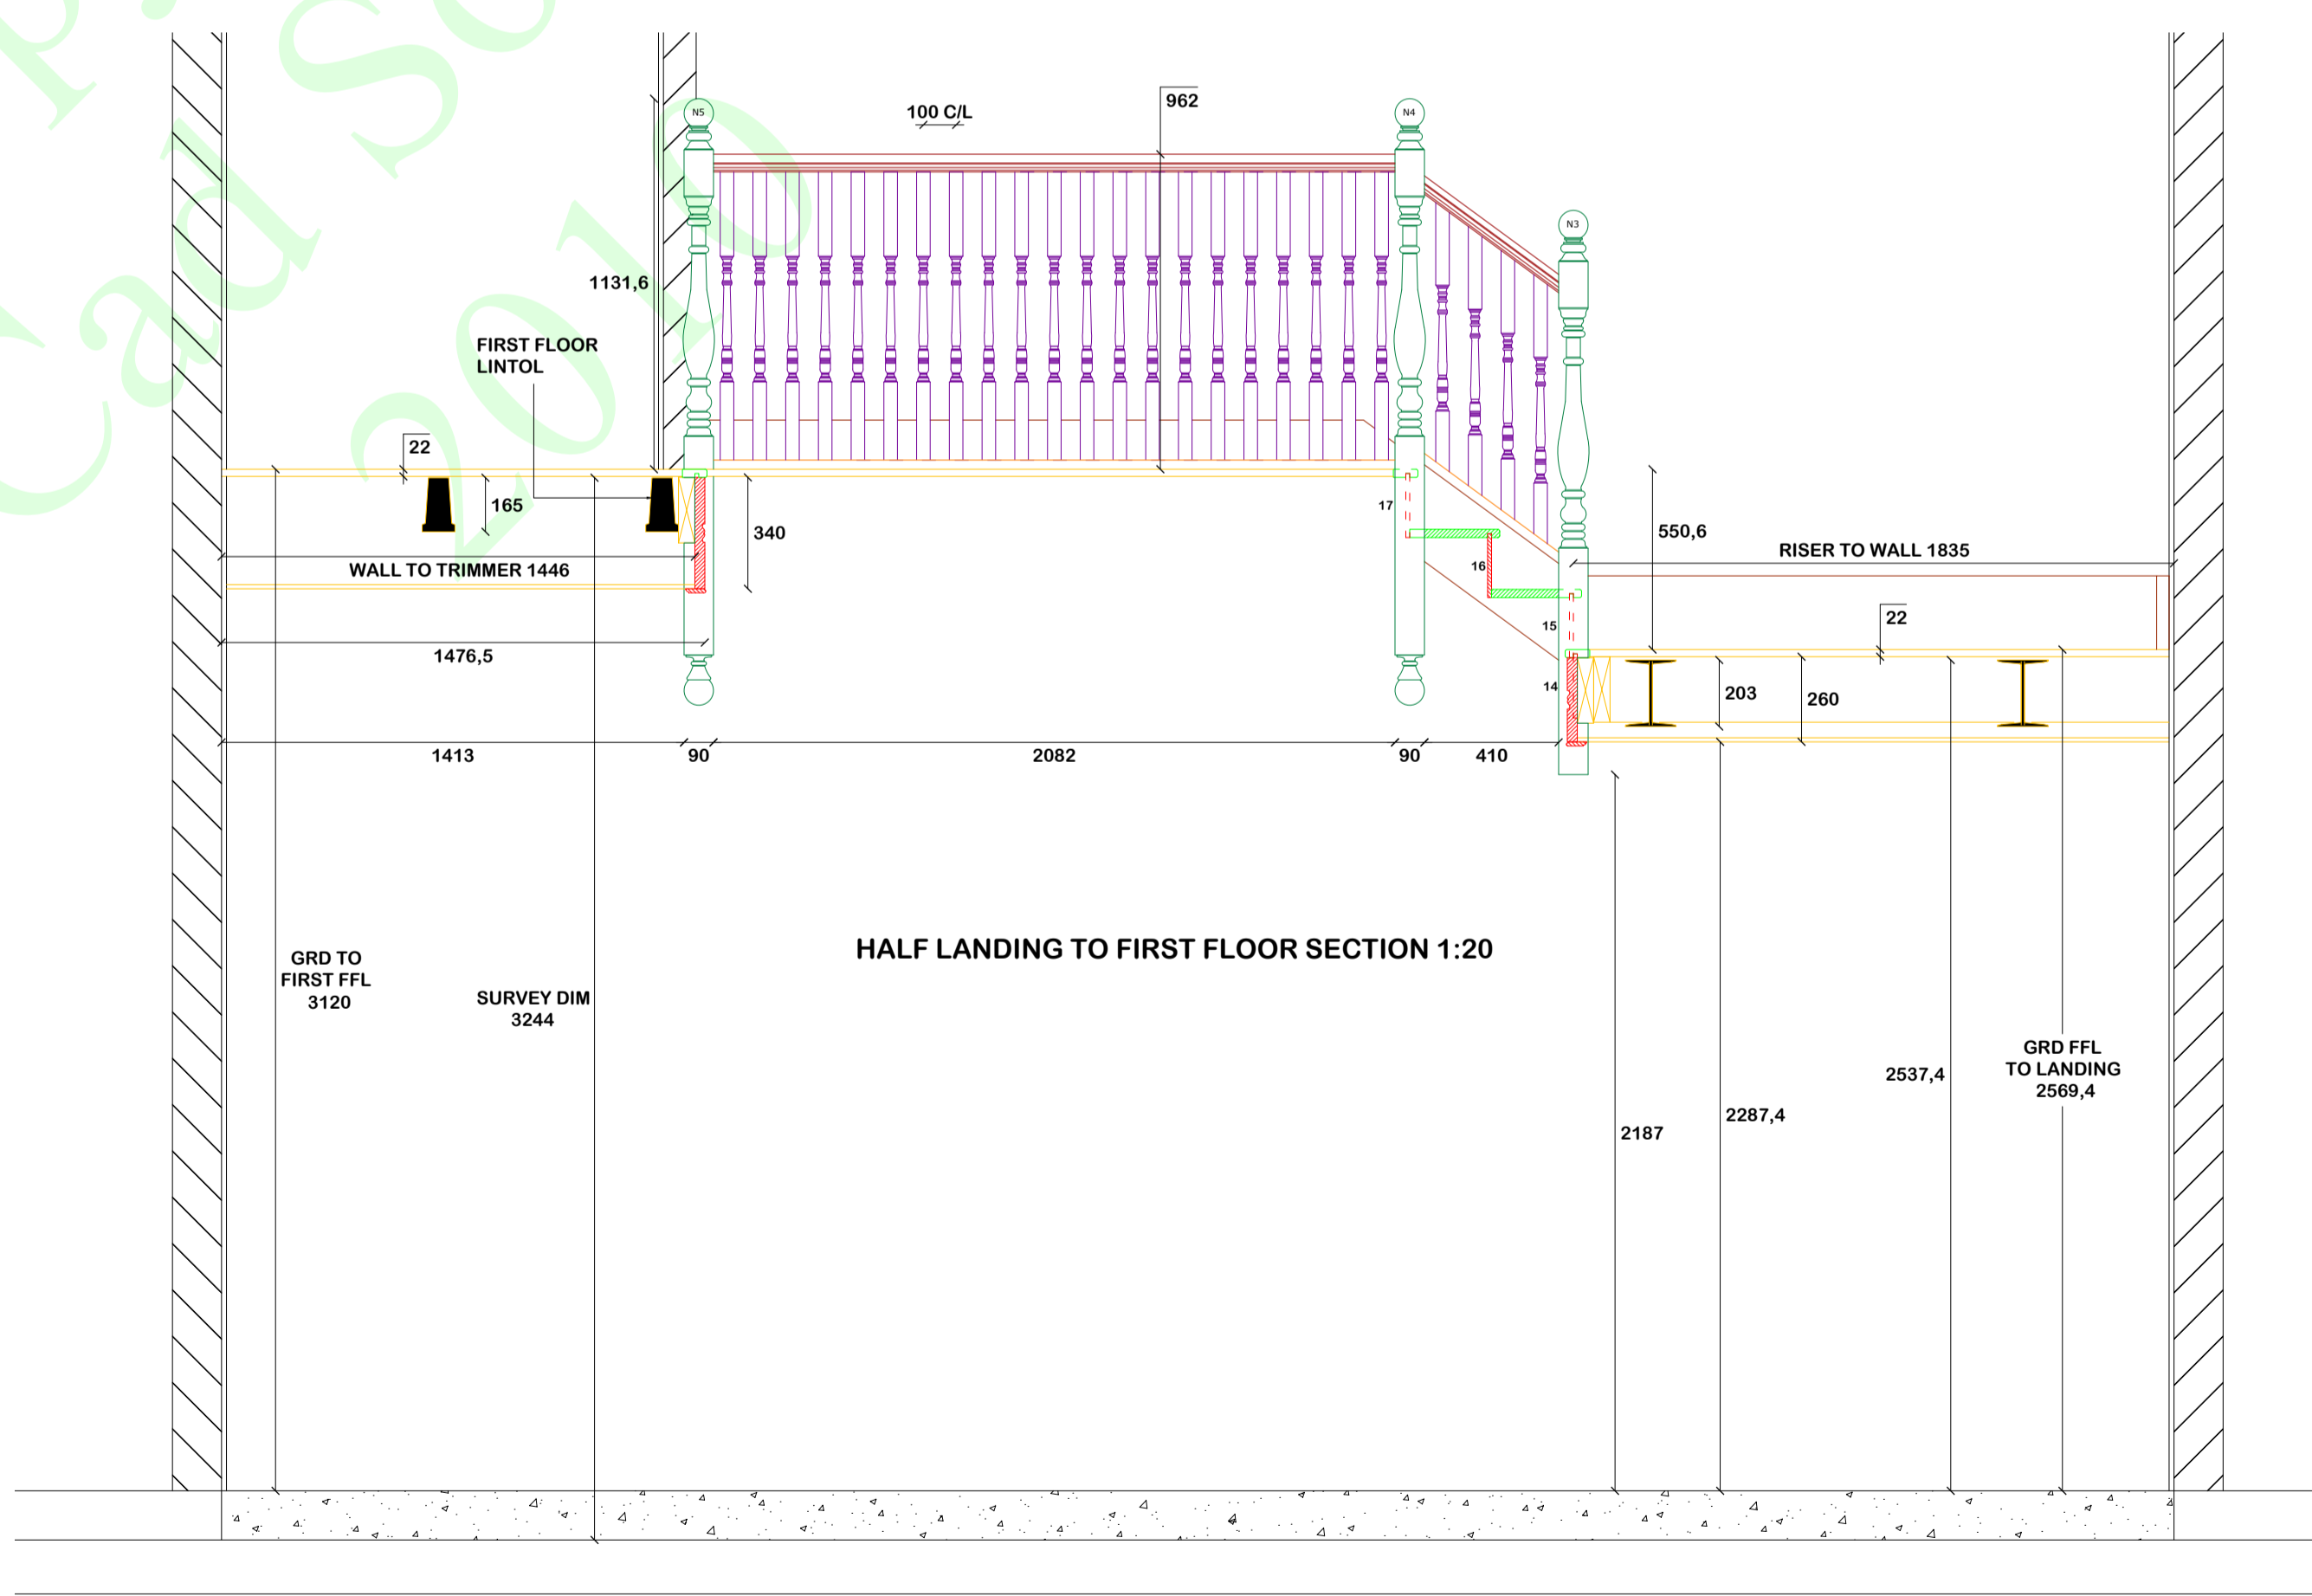 p.
Cad So
2010
N5
100 C/L
962
N4
N3
1131,6
FIRST FLOOR
LINTOL
22
165
340
17
16
15
14
550,6
RISER TO WALL 1835
WALL TO TRIMMER 1446
22
1476,5
203
260
1413
90
2082
90
410
HALF LANDING TO FIRST FLOOR SECTION 1:20
GRD TO
FIRST FFL
3120
SURVEY DIM
3244
2187
2287,4
2537,4
GRD FFL
TO LANDING
2569,4